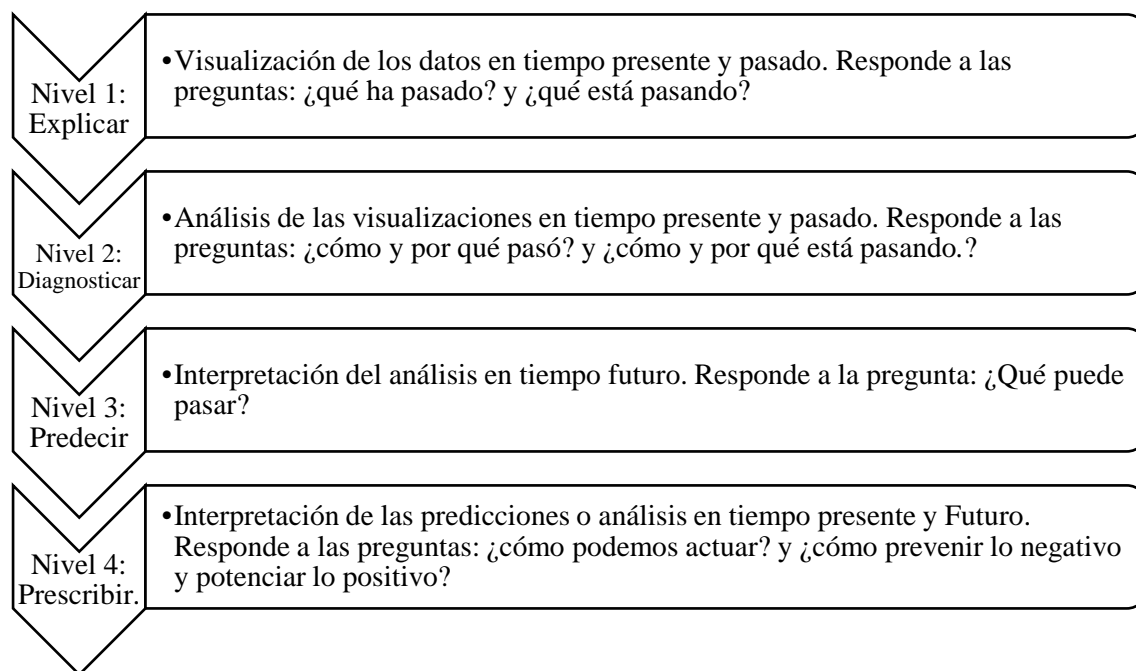 Nivel 1:
Explicar
•Visualización de los datos en tiempo presente y pasado. Responde a las
preguntas: ¿qué ha pasado? y ¿qué está pasando?
Nivel 2:
Diagnosticar
•Análisis de las visualizaciones en tiempo presente y pasado. Responde a las
preguntas: ¿cómo y por qué pasó? y ¿cómo y por qué está pasando.?
Nivel 3:
Predecir
•Interpretación del análisis en tiempo futuro. Responde a la pregunta: ¿Qué puede
pasar?
Nivel 4:
Prescribir.
•Interpretación de las predicciones o análisis en tiempo presente y Futuro.
Responde a las preguntas: ¿cómo podemos actuar? y ¿cómo prevenir lo negativo
y potenciar lo positivo?